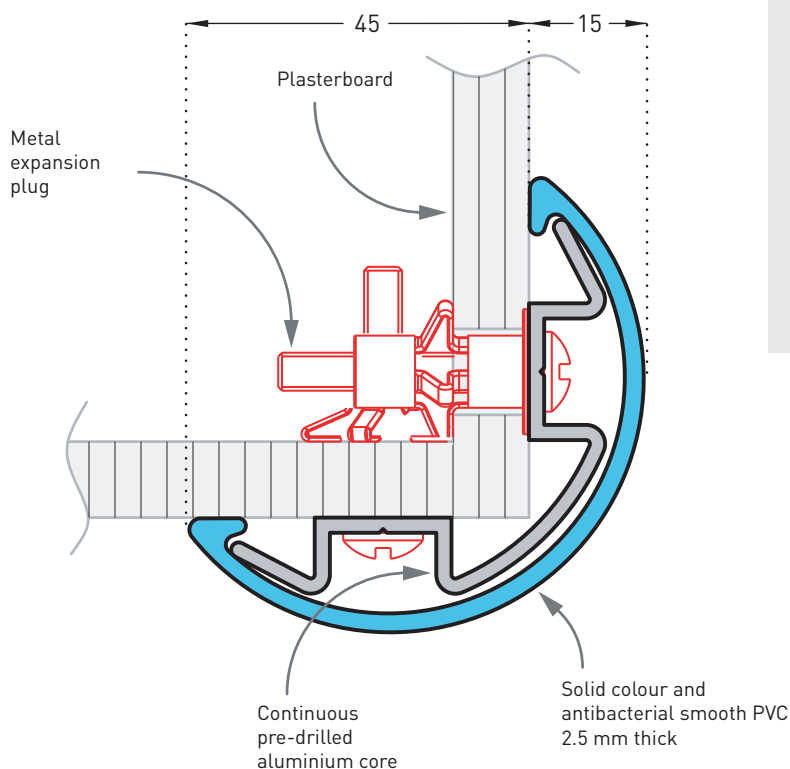 45
15
Plasterboard
Metal
expansion
plug
Continuous
pre-drilled
aluminium core
Solid colour and
antibacterial smooth PVC
2.5 mm thick